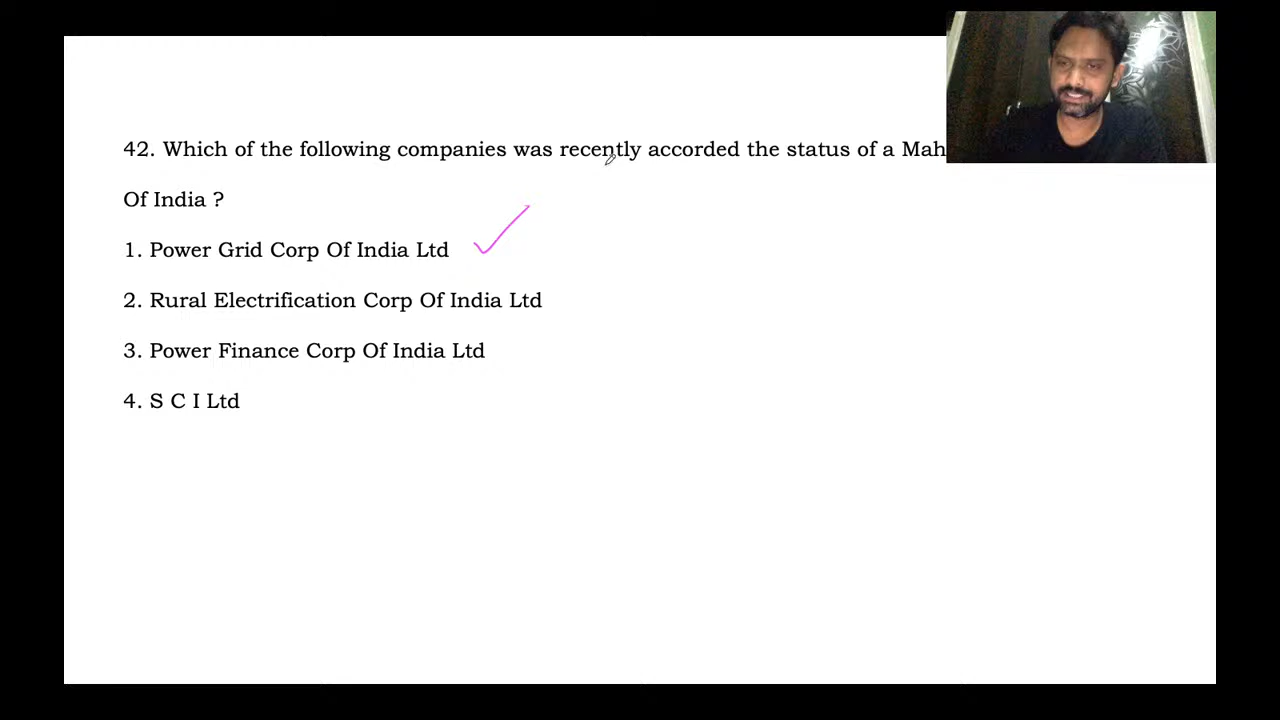 42. Which of the following companies was recently accorded the status of a Mah
Of India ?
1. Power Grid Corp Of India Ltd
2. Rural Electrification Corp Of India Ltd
3. Power Finance Corp Of India Ltd
4. S C I Ltd